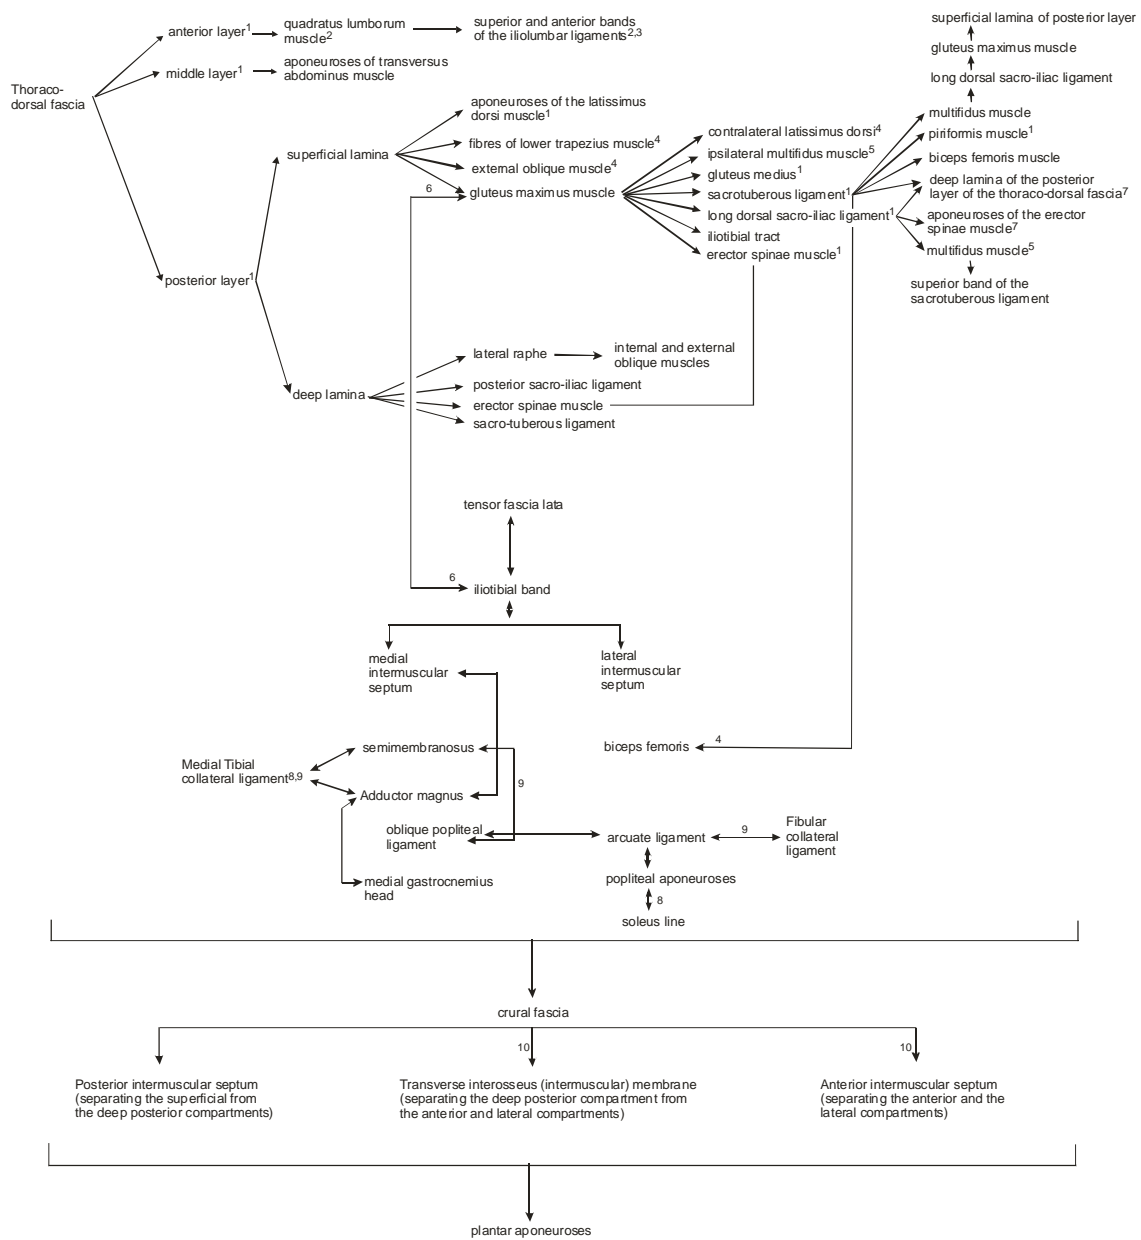 superficial lamina of posterior layer
gluteus maximus muscle
long dorsal sacro-iliac ligament
multifidus muscle
piriformis muscle1
biceps femoris muscle
deep lamina of the posterior
layer of the thoraco-dorsal fascia7
aponeuroses of the erector
spinae muscle7
multifidus muscle5
superior band of the
sacrotuberous ligament
anterior layer1
quadratus lumborum
muscle2
superior and anterior bands
of the iliolumbar ligaments2,3
middle layer1
aponeuroses of transversus
abdominus muscle
Thoraco-
dorsal fascia
superficial lamina
aponeuroses of the latissimus
dorsi muscle1
fibres of lower trapezius muscle4
external oblique muscle4
6
gluteus maximus muscle
contralateral latissimus dorsi4
ipsilateral multifidus muscle5
gluteus medius1
sacrotuberous ligament1
long dorsal sacro-iliac ligament1
iliotibial tract
erector spinae muscle1
posterior layer1
deep lamina
lateral raphe
internal and external
oblique muscles
posterior sacro-iliac ligament
erector spinae muscle
sacro-tuberous ligament
tensor fascia lata
6
iliotibial band
medial
intermuscular
septum
lateral
intermuscular
septum
semimembranosus
biceps femoris
4
Medial Tibial
collateral ligament8,9
9
Adductor magnus
oblique popliteal
ligament
arcuate ligament
9
Fibular
collateral
ligament
medial gastrocnemius
head
popliteal aponeuroses
8
soleus line
crural fascia
10
10
Posterior intermuscular septum
(separating the superficial from
the deep posterior compartments)
Transverse interosseus (intermuscular) membrane
(separating the deep posterior compartment from
the anterior and lateral compartments)
Anterior intermuscular septum
(separating the anterior and the
lateral compartments)
plantar aponeuroses